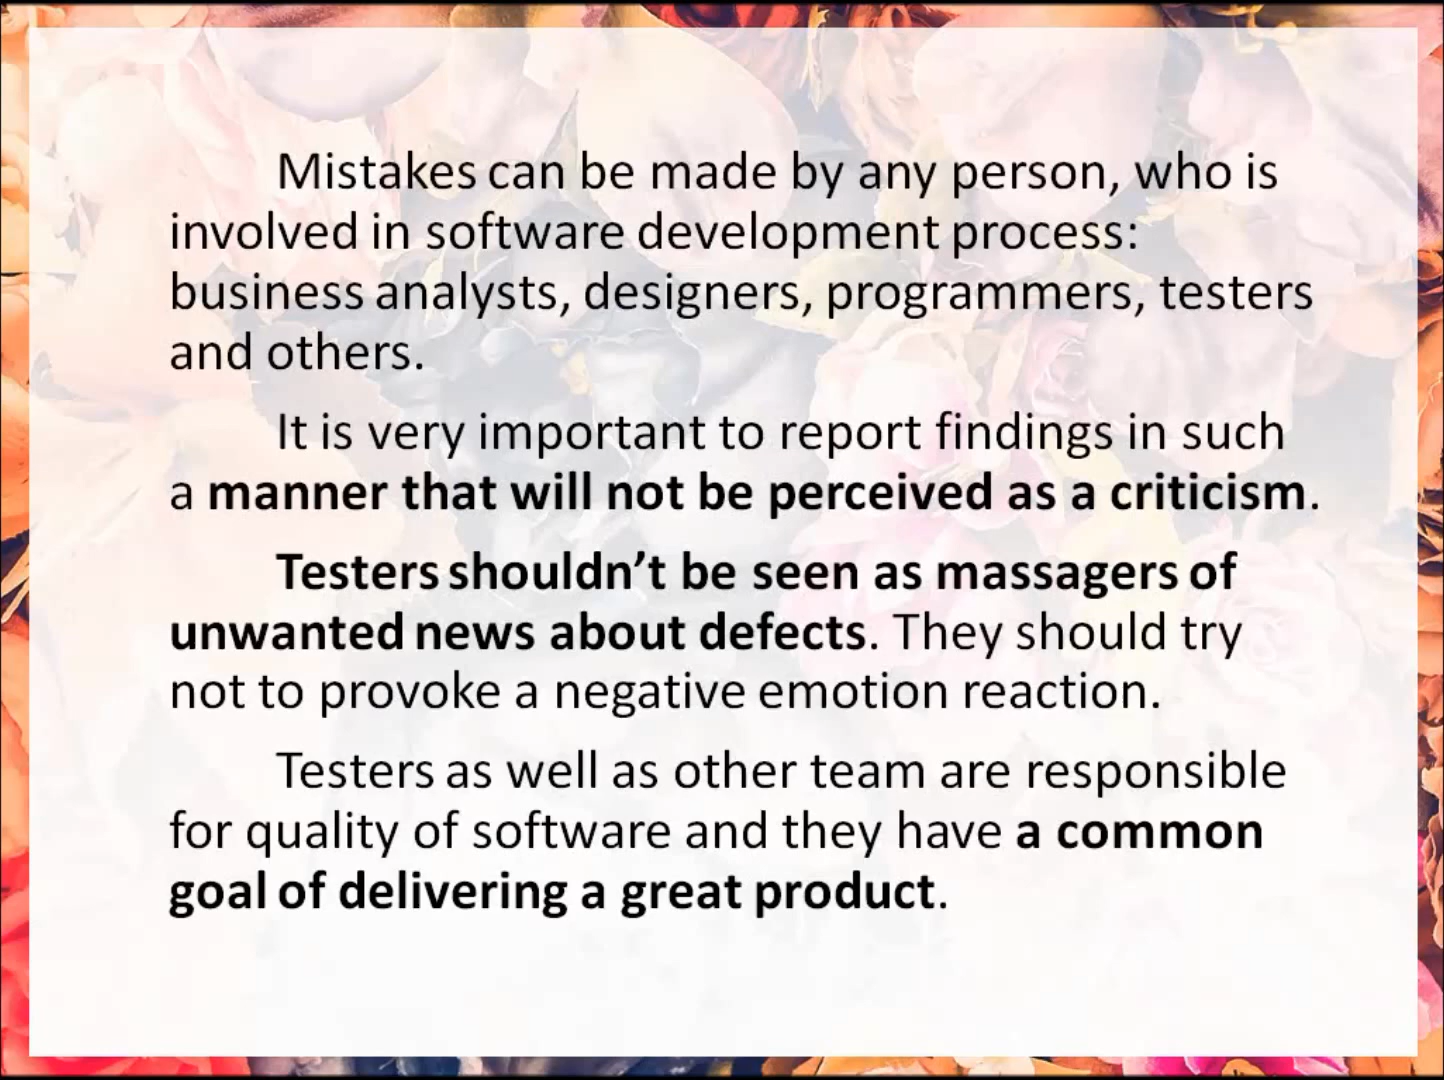 Mistakes can be made by any person, who is
involved in software development process:
business analysts, designers, programmers, testers
and others.
It is very important to report findings in such
a manner that will not be perceived as a criticism.
Testers shouldn’t be seen as massagers of
unwanted news about defects. They should try
not to provoke a negative emotion reaction.
Testers as well as other team are responsible
for quality of software and they have a common
goal of delivering a great product.